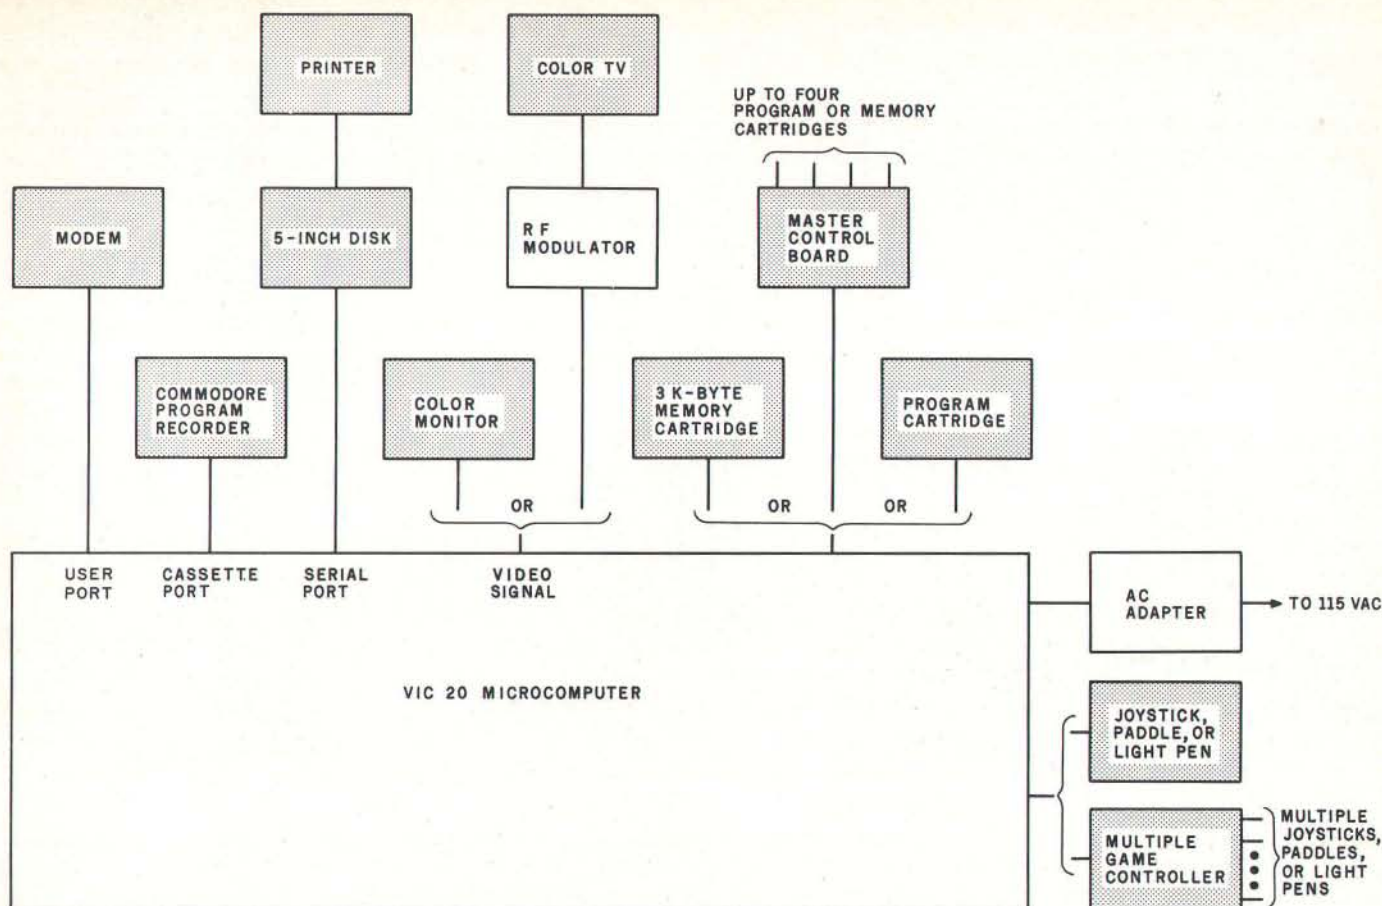 PRINTER
COLOR TV
UP TO FOUR
PROGRAM OR MEMORY
CARTRIDGES
MODEM
5-INCH DISK
RF
MODULATOR
MASTER
CONTROL
BOARD
COMMODORE
PROGRAM
RECORDER
COLOR
MONITOR
3K-BYTE
MEMORY
CARTRIDGE
PROGRAM
CARTRIDGE
OR
OR
OR
USER
PORT
CASSETTE
PORT
SERIAL
PORT
VIDEO
SIGNAL
AC
ADAPTER
TO 115 VAC
VIC 20 MICROCOMPUTER
JOYSTICK,
PADDLE, OR
LIGHT PEN
MULTIPLE
GAME
CONTROLLER
MULTIPLE
JOYSTICKS,
PADDLES,
OR LIGHT
PENS